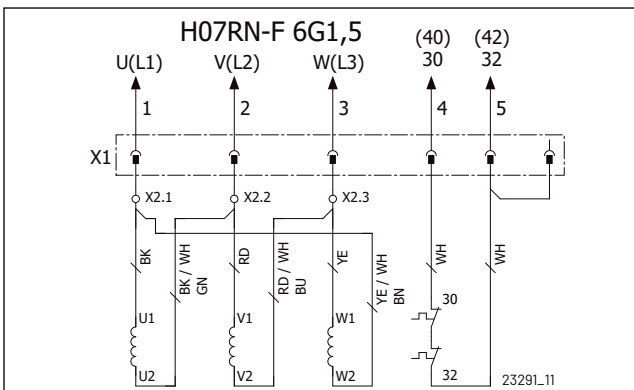 H07RN-F 6G1,5
(40) (42)
U(L1) V(L2) W(L3) 30 32
1 2 3 4 5
X1
X2.1 X2.2 X2.3
BK
BK / WH
GN
RD
RD / WH
BU
YE
YE / WH
BN
WH
WH
30
U1 V1 W1
U2 V2 W2 32
23291_11